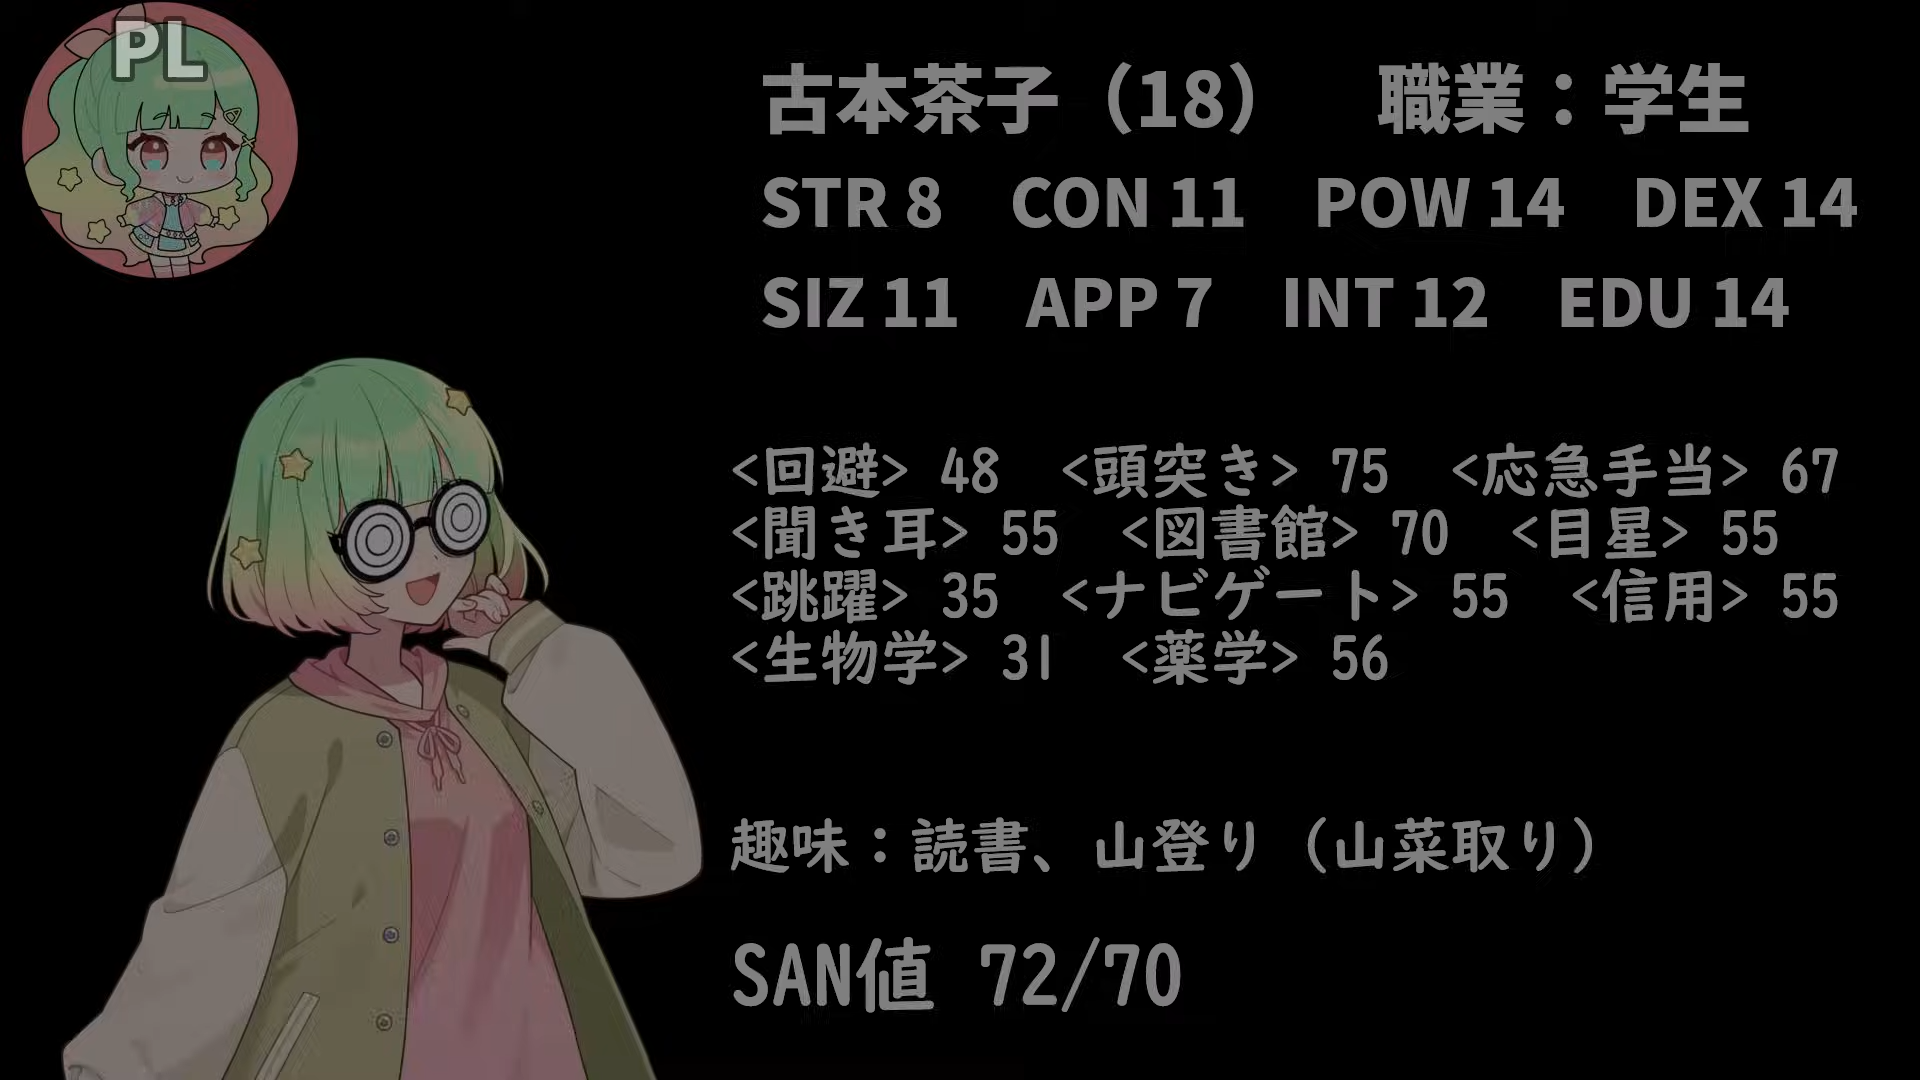 PL
古本茶子（18）　職業：学生
STR 8　CON 11　POW 14　DEX 14
SIZ 11　APP 7　INT 12　EDU 14
<回避> 48　<頭突き> 75　<応急手当> 67
<聞き耳> 55　<図書館> 70　<目星> 55
<跳躍> 35　<ナビゲート> 55　<信用> 55
<生物学> 31　<薬学> 56
趣味：読書、山登り（山菜取り）
SAN値　72/70